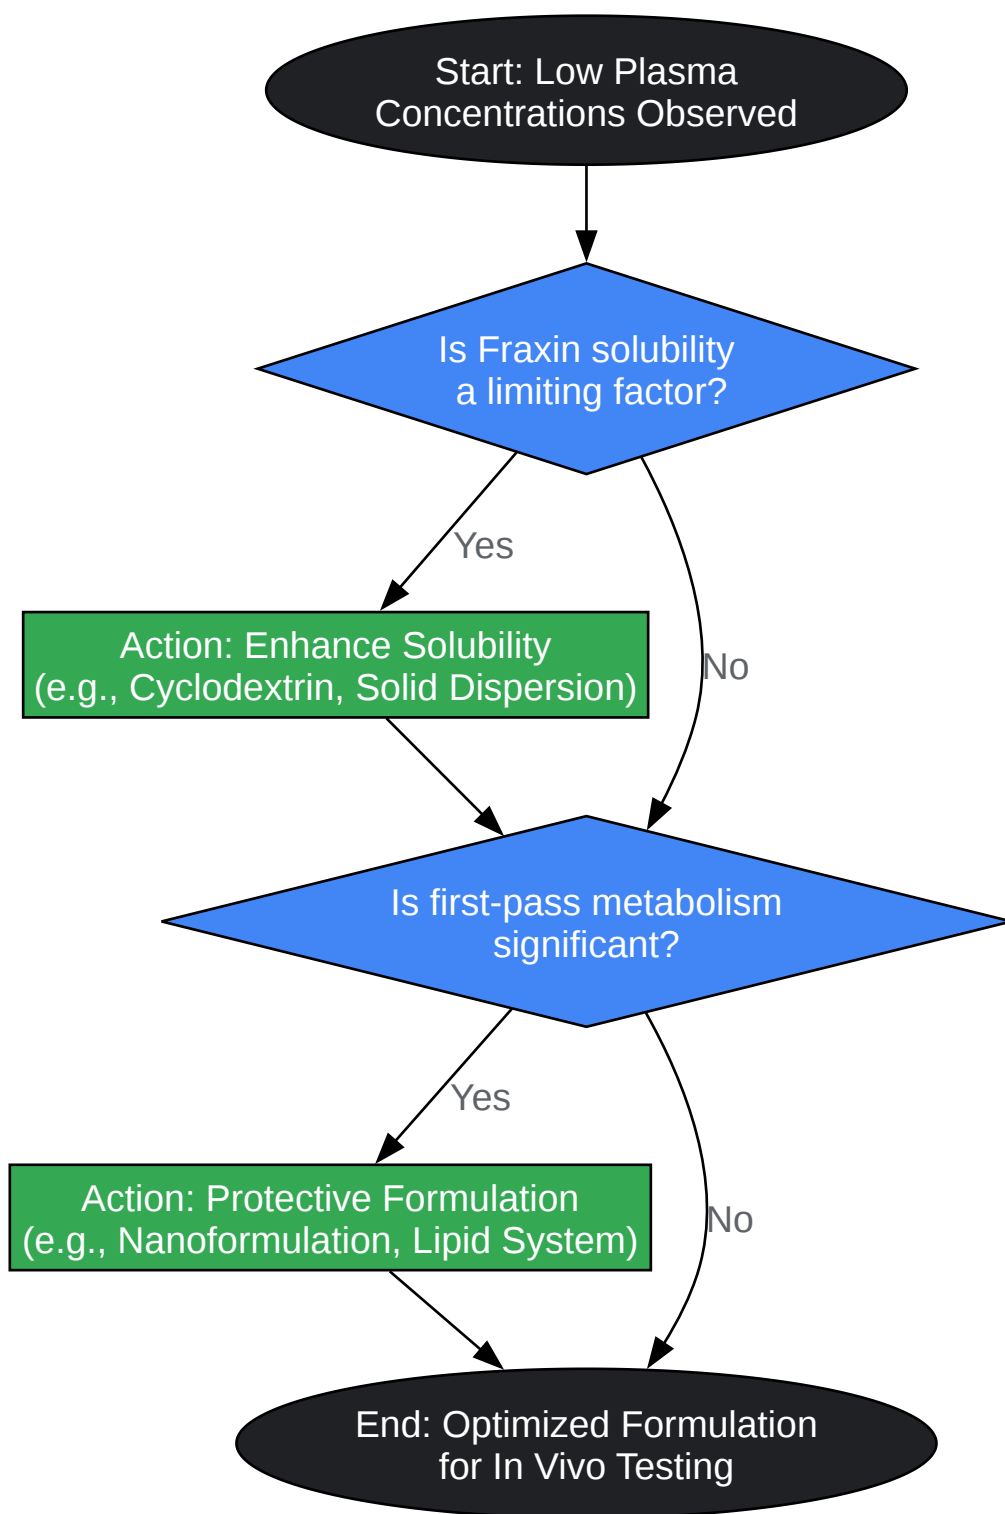 Start: Low Plasma
Concentrations Observed
Is Fraxin solubility
a limiting factor?
Yes
Action: Enhance Solubility
(e.g., Cyclodextrin, Solid Dispersion)
No
Is first-pass metabolism
significant?
Yes
Action: Protective Formulation
(e.g., Nanoformulation, Lipid System)
No
End: Optimized Formulation
for In Vivo Testing